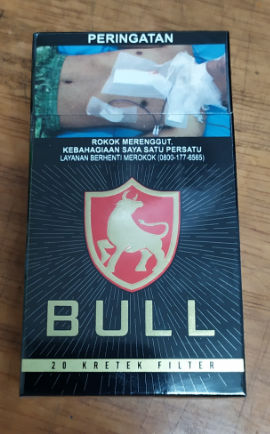 PERINGATAN
ROKOK MERENGGUT
KEBAHAGIAAN SAYA SATU PERSATU
LAYANAN BERHENTI MEROKOK (0800-177-6565)
BULL
20 KRETEK FILTER